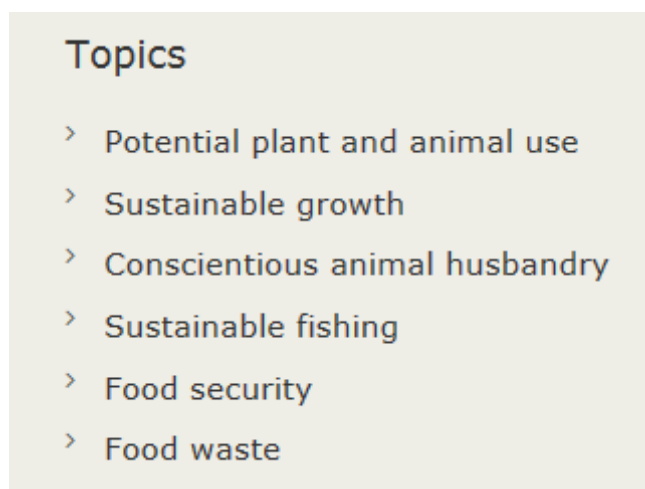 Topics
Potential plant and animal use
Sustainable growth
Conscientious animal husbandry
Sustainable fishing
Food security
Food waste